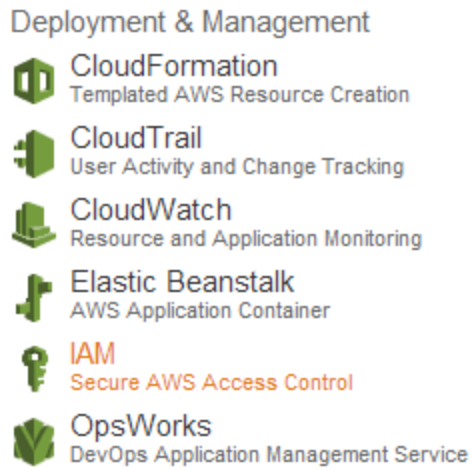 Deployment & Management
CloudFormation
Templated AWS Resource Creation
CloudTrail
User Activity and Change Tracking
CloudWatch
Resource and Application Monitoring
Elastic Beanstalk
AWS Application Container
IAM
Secure AWS Access Control
OpsWorks
DevOps Application Management Service